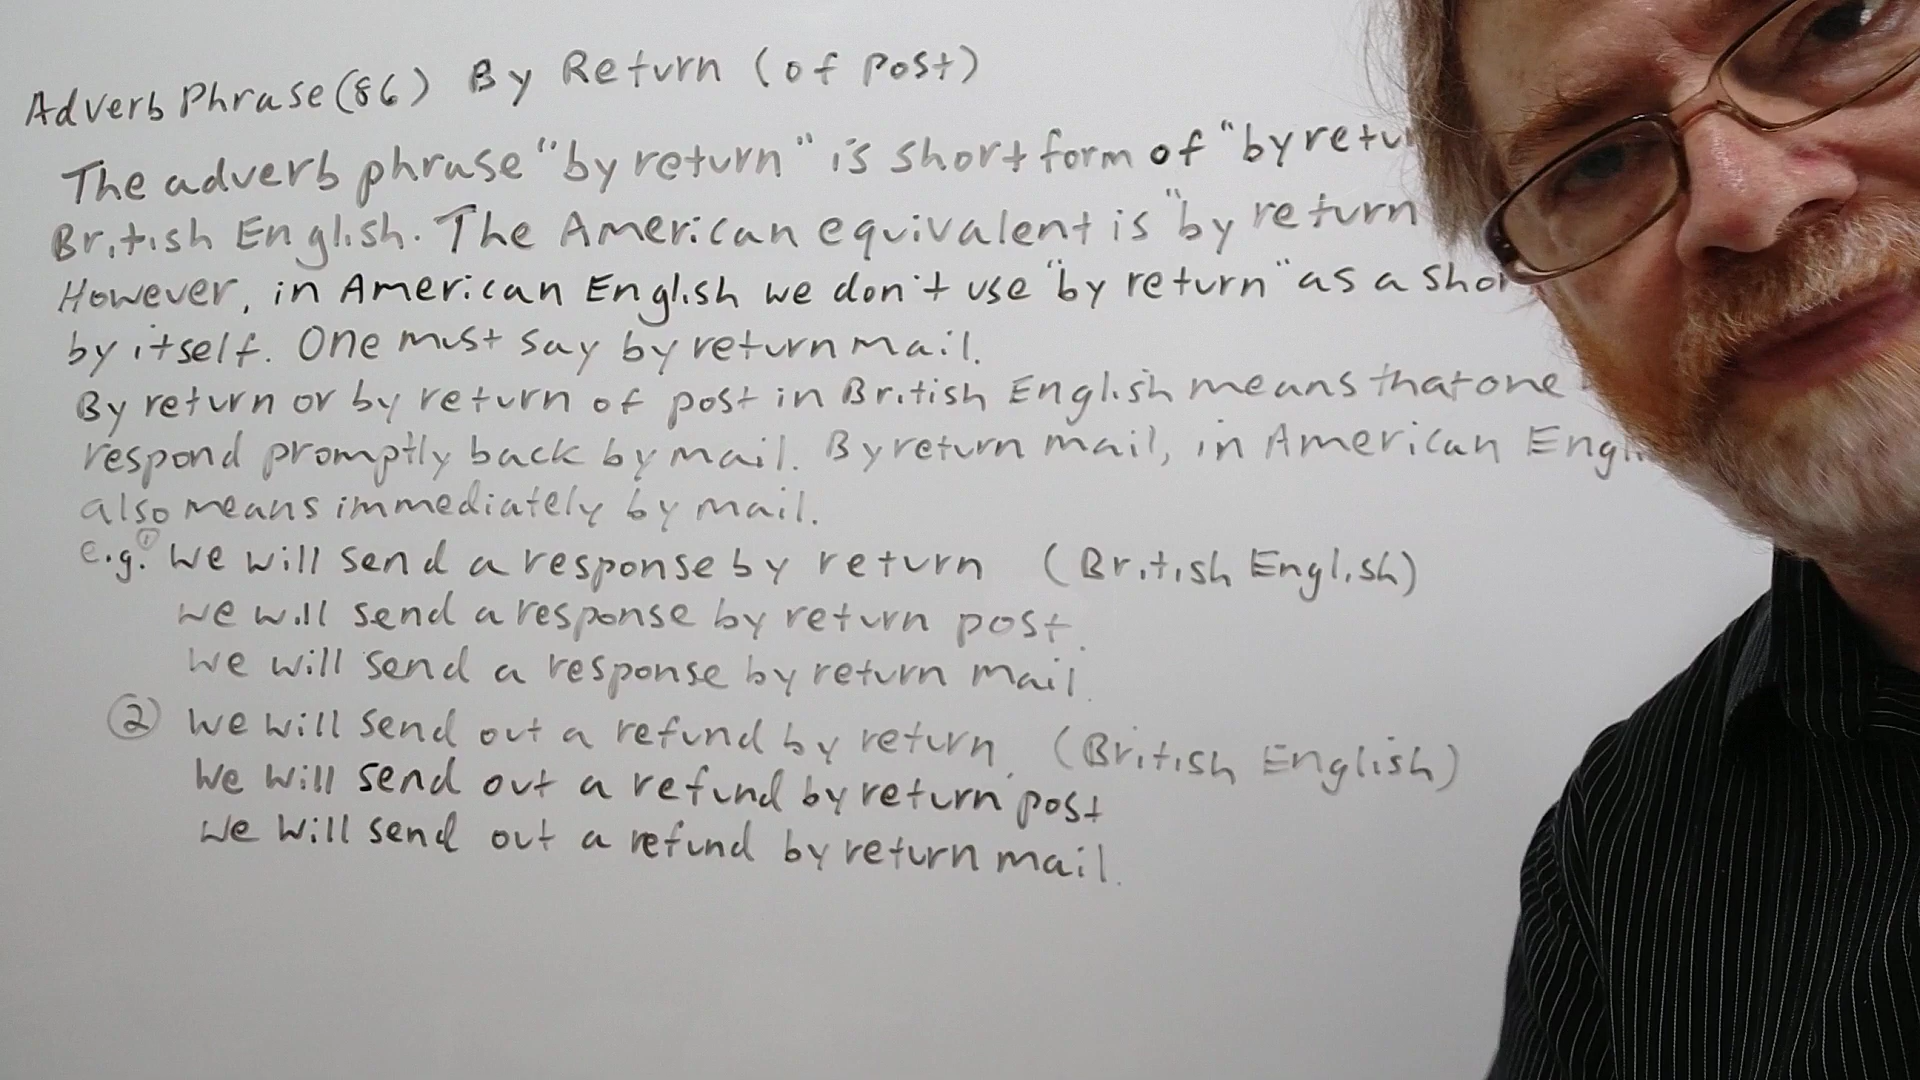 Adverb Phrase (86) By Return (of post)
The adverb phrase "by return" is short form of "by retu
British English. The American equivalent is "by return
However, in American English we don't use "by return" as a shor
by itself. One must say by return mail.
By return or by return of post in British English means that one
respond promptly back by mail. By return mail, in American Engli
also means immediately by mail.
e.g. ① We will send a response by return (British English)
We will send a response by return post.
We will send a response by return mail.
② We will send out a refund by return. (British English)
We will send out a refund by return post
We will send out a refund by return mail.